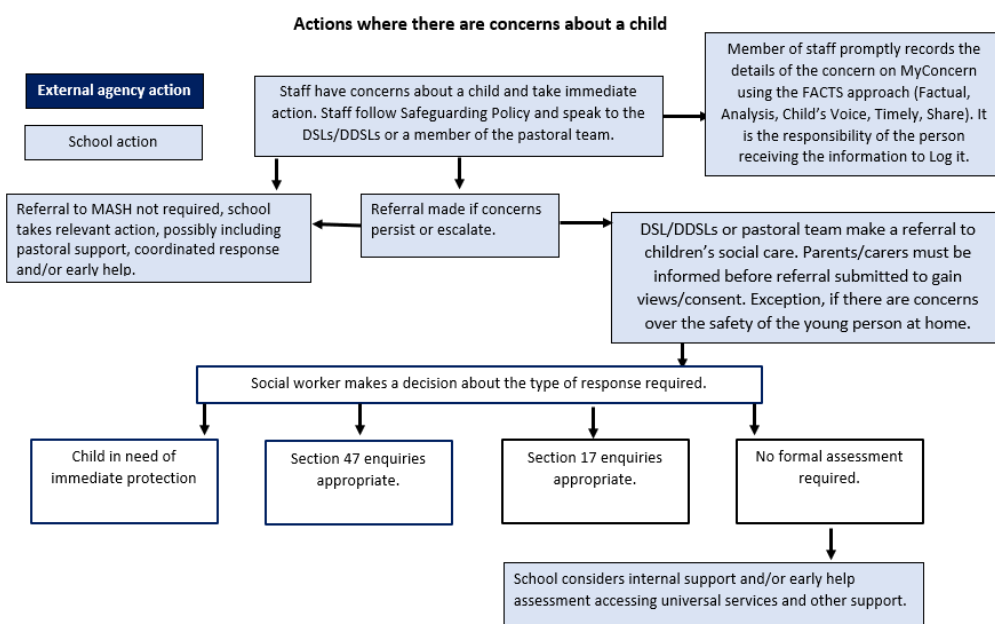 Actions where there are concerns about a child
External agency action
School action
Staff have concerns about a child and take immediate
action. Staff follow Safeguarding Policy and speak to the
DSLs/DDSLs or a member of the pastoral team.
Member of staff promptly records the
details of the concern on MyConcern
using the FACTS approach (Factual,
Analysis, Child’s Voice, Timely, Share). It
is the responsibility of the person
receiving the information to Log it.
Referral to MASH not required, school
takes relevant action, possibly including
pastoral support, coordinated response
and/or early help.
Referral made if concerns
persist or escalate.
DSL/DDSLs or pastoral team make a referral to
children’s social care. Parents/carers must be
informed before referral submitted to gain
views/consent. Exception, if there are concerns
over the safety of the young person at home.
Social worker makes a decision about the type of response required.
Child in need of
immediate protection
Section 47 enquiries
appropriate.
Section 17 enquiries
appropriate.
No formal assessment
required.
School considers internal support and/or early help
assessment accessing universal services and other support.